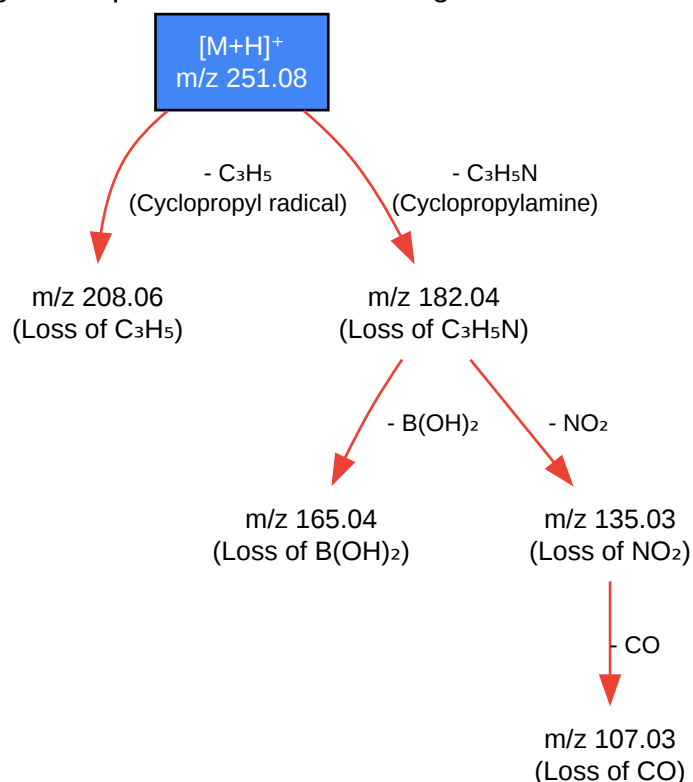 [M+H]⁺
m/z 251.08
- C₃H₅
(Cyclopropyl radical)
- C₃H₅N
(Cyclopropylamine)
m/z 208.06
(Loss of C₃H₅)
m/z 182.04
(Loss of C₃H₅N)
- B(OH)₂
- NO₂
m/z 165.04
(Loss of B(OH)₂)
m/z 135.03
(Loss of NO₂)
- CO
m/z 107.03
(Loss of CO)